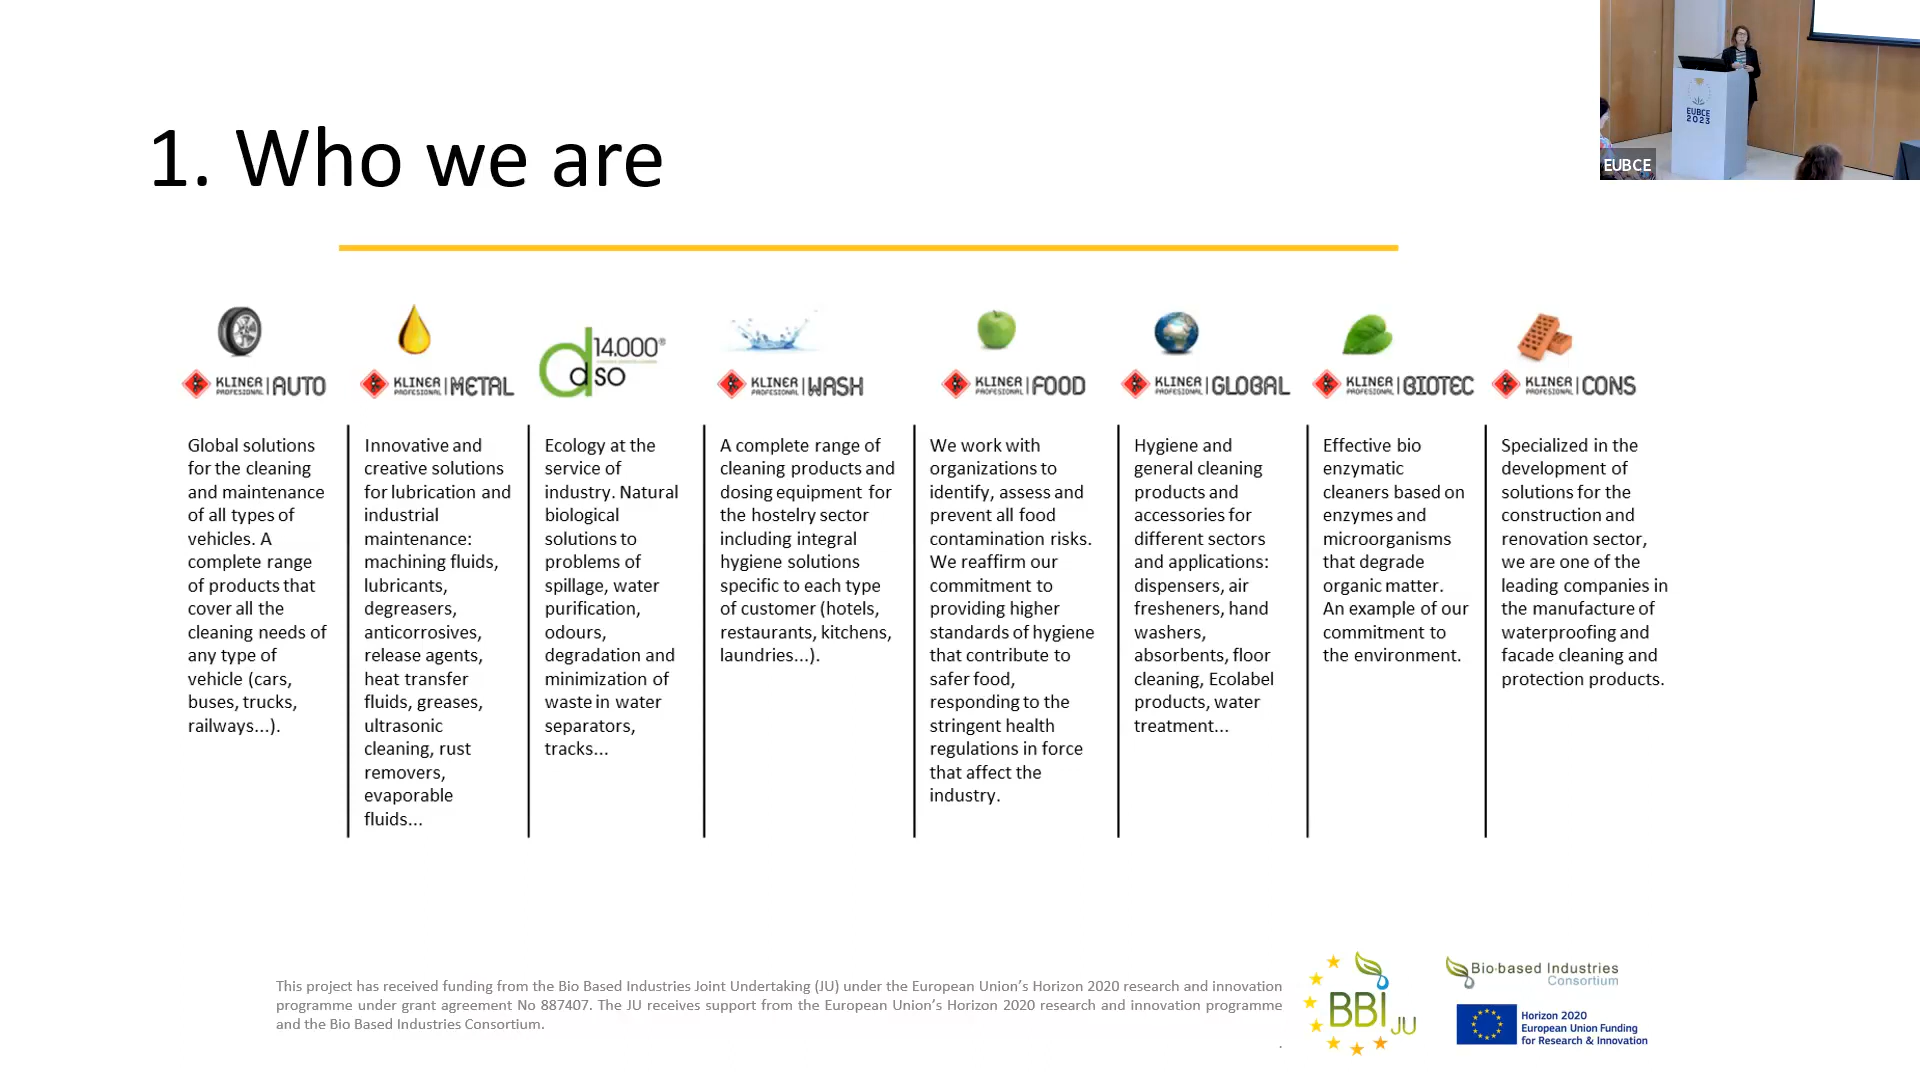 1. Who we are
EUBCE
2023
EUBCE
KLINER PROFESIONAL | AUTO
Global solutions
for the cleaning
and maintenance
of all types of
vehicles. A
complete range
of products that
cover all the
cleaning needs of
any type of
vehicle (cars,
buses, trucks,
railways...).
KLINER PROFESIONAL | METAL
Innovative and
creative solutions
for lubrication and
industrial
maintenance:
machining fluids,
lubricants,
degreasers,
anticorrosives,
release agents,
heat transfer
fluids, greases,
ultrasonic
cleaning, rust
removers,
evaporable
fluids...
d 14.000®
dso
Ecology at the
service of
industry. Natural
biological
solutions to
problems of
spillage, water
purification,
odours,
degradation and
minimization of
waste in water
separators,
tracks...
KLINER PROFESIONAL | WASH
A complete range of
cleaning products and
dosing equipment for
the hostelry sector
including integral
hygiene solutions
specific to each type
of customer (hotels,
restaurants, kitchens,
laundries...).
KLINER PROFESIONAL | FOOD
We work with
organizations to
identify, assess and
prevent all food
contamination risks.
We reaffirm our
commitment to
providing higher
standards of hygiene
that contribute to
safer food,
responding to the
stringent health
regulations in force
that affect the
industry.
KLINER PROFESIONAL | GLOBAL
Hygiene and
general cleaning
products and
accessories for
different sectors
and applications:
dispensers, air
fresheners, hand
washers,
absorbents, floor
cleaning, Ecolabel
products, water
treatment...
KLINER PROFESIONAL | BIOTEC
Effective bio
enzymatic
cleaners based on
enzymes and
microorganisms
that degrade
organic matter.
An example of our
commitment to
the environment.
KLINER PROFESIONAL | CONS
Specialized in the
development of
solutions for the
construction and
renovation sector,
we are one of the
leading companies in
the manufacture of
waterproofing and
facade cleaning and
protection products.
This project has received funding from the Bio Based Industries Joint Undertaking (JU) under the European Union's Horizon 2020 research and innovation
programme under grant agreement No 887407. The JU receives support from the European Union's Horizon 2020 research and innovation programme
and the Bio Based Industries Consortium.
.
BBI JU
Bio-based Industries
Consortium
Horizon 2020
European Union Funding
for Research & Innovation